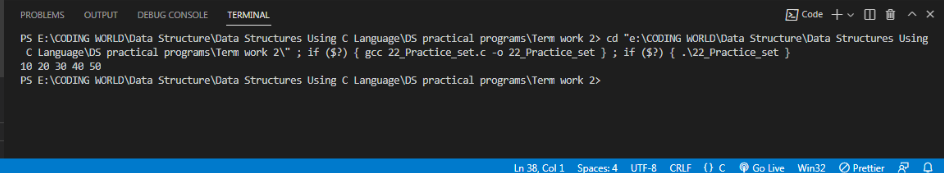 PROBLEMS OUTPUT DEBUG CONSOLE TERMINAL Code
PS E:\CODING WORLD\Data Structure\Data Structures Using C Language\DS practical programs\Term work 2> cd "e:\CODING WORLD\Data Structure\Data Structures Using
C Language\DS practical programs\Term work 2\" ; if ($?) { gcc 22_Practice_set.c -o 22_Practice_set } ; if ($?) { .\22_Practice_set }
10 20 30 40 50
PS E:\CODING WORLD\Data Structure\Data Structures Using C Language\DS practical programs\Term work 2>
Ln 38, Col 1 Spaces: 4 UTF-8 CRLF {} C Go Live Win32 Prettier